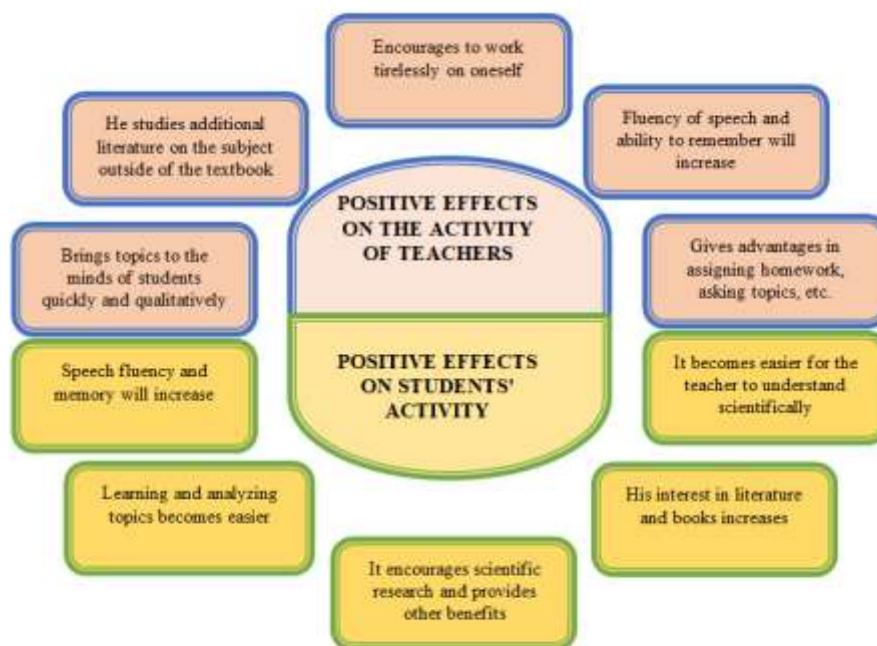 Encourages to work
tirelessly on oneself
He studies additional
literature on the subject
outside of the textbook
Fluency of speech and
ability to remember will
increase
POSITIVE EFFECTS
ON THE ACTIVITY
OF TEACHERS
Brings topics to the
minds of students
quickly and qualitatively
Gives advantages in
assigning homework,
asking topics, etc.
POSITIVE EFFECTS
ON STUDENTS'
ACTIVITY
Speech fluency and
memory will increase
It becomes easier for the
teacher to understand
scientifically
Learning and analyzing
topics becomes easier
His interest in literature
and books increases
It encourages scientific
research and provides
other benefits